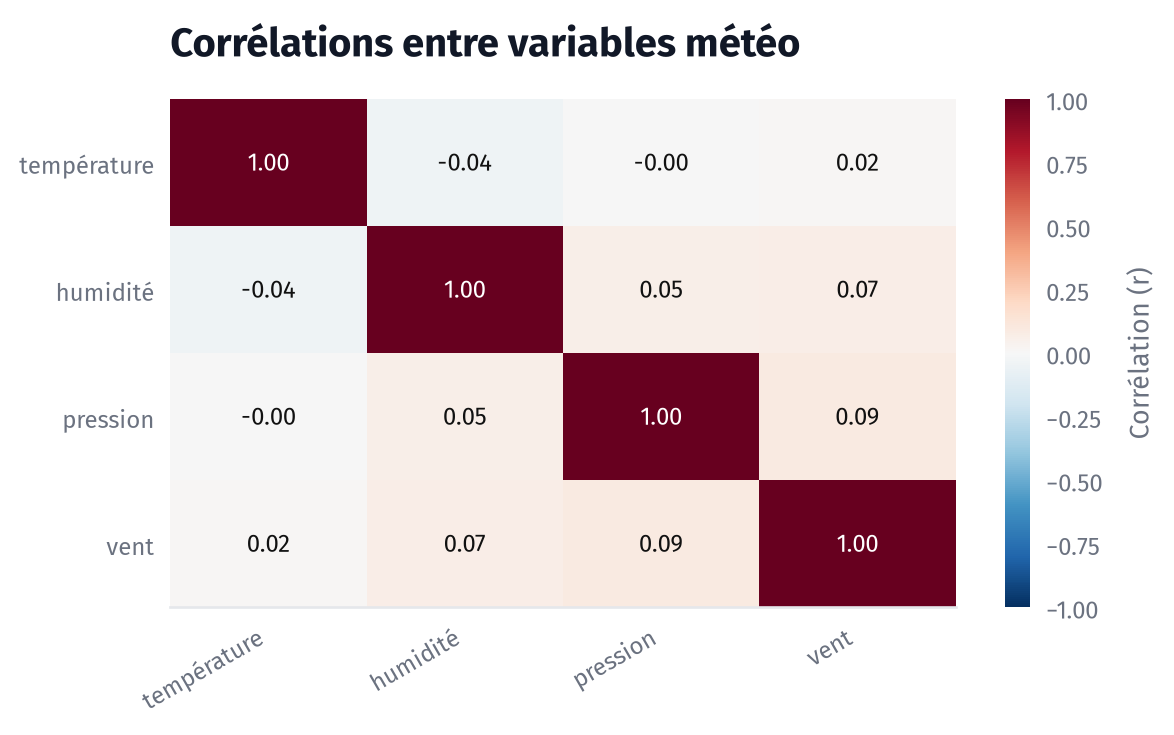 Corrélations entre variables météo
température 1.00 -0.04 -0.00 0.02
humidité -0.04 1.00 0.05 0.07
pression -0.00 0.05 1.00 0.09
vent 0.02 0.07 0.09 1.00
température humidité pression vent
1.00
0.75
0.50
0.25
0.00
−0.25
−0.50
−0.75
−1.00
Corrélation (r)